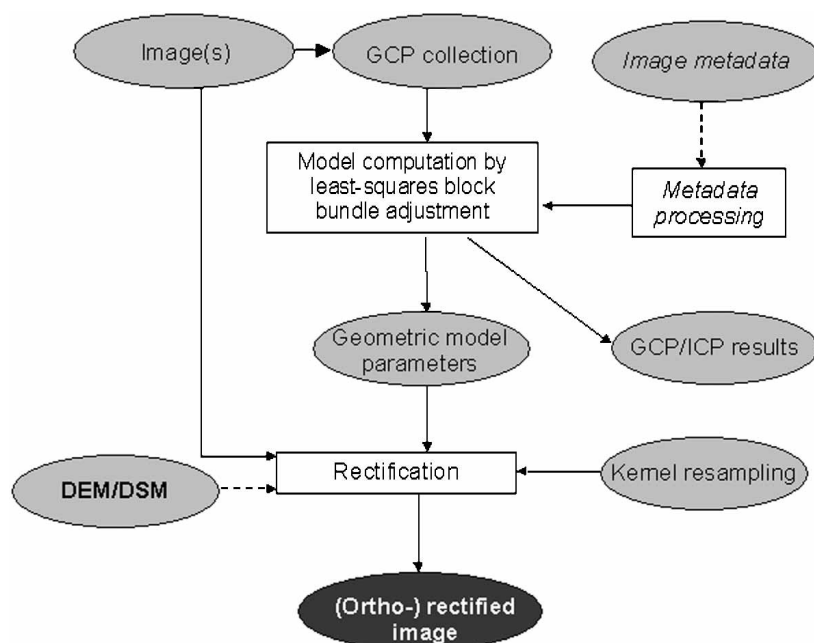 Image(s)
GCP collection
Image metadata
Model computation by
least-squares block
bundle adjustment
Metadata
processing
Geometric model
parameters
GCP/ICP results
Rectification
DEM/DSM
Kernel resampling
(Ortho-) rectified
image